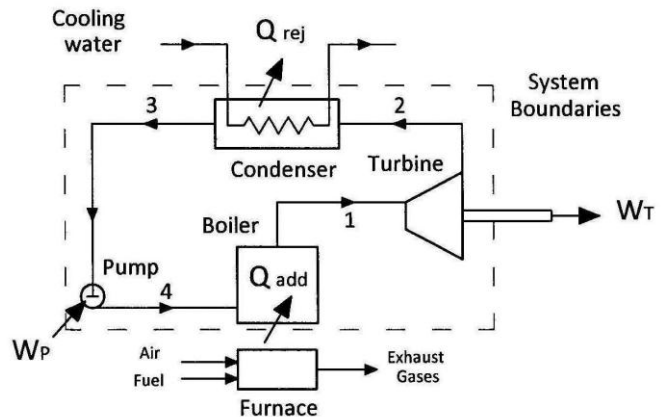 Cooling
water
Q rej
System
Boundaries
3
2
Condenser
Turbine
Boiler
1
WT
Pump
Q add
4
WP
Air
Fuel
Exhaust
Gases
Furnace